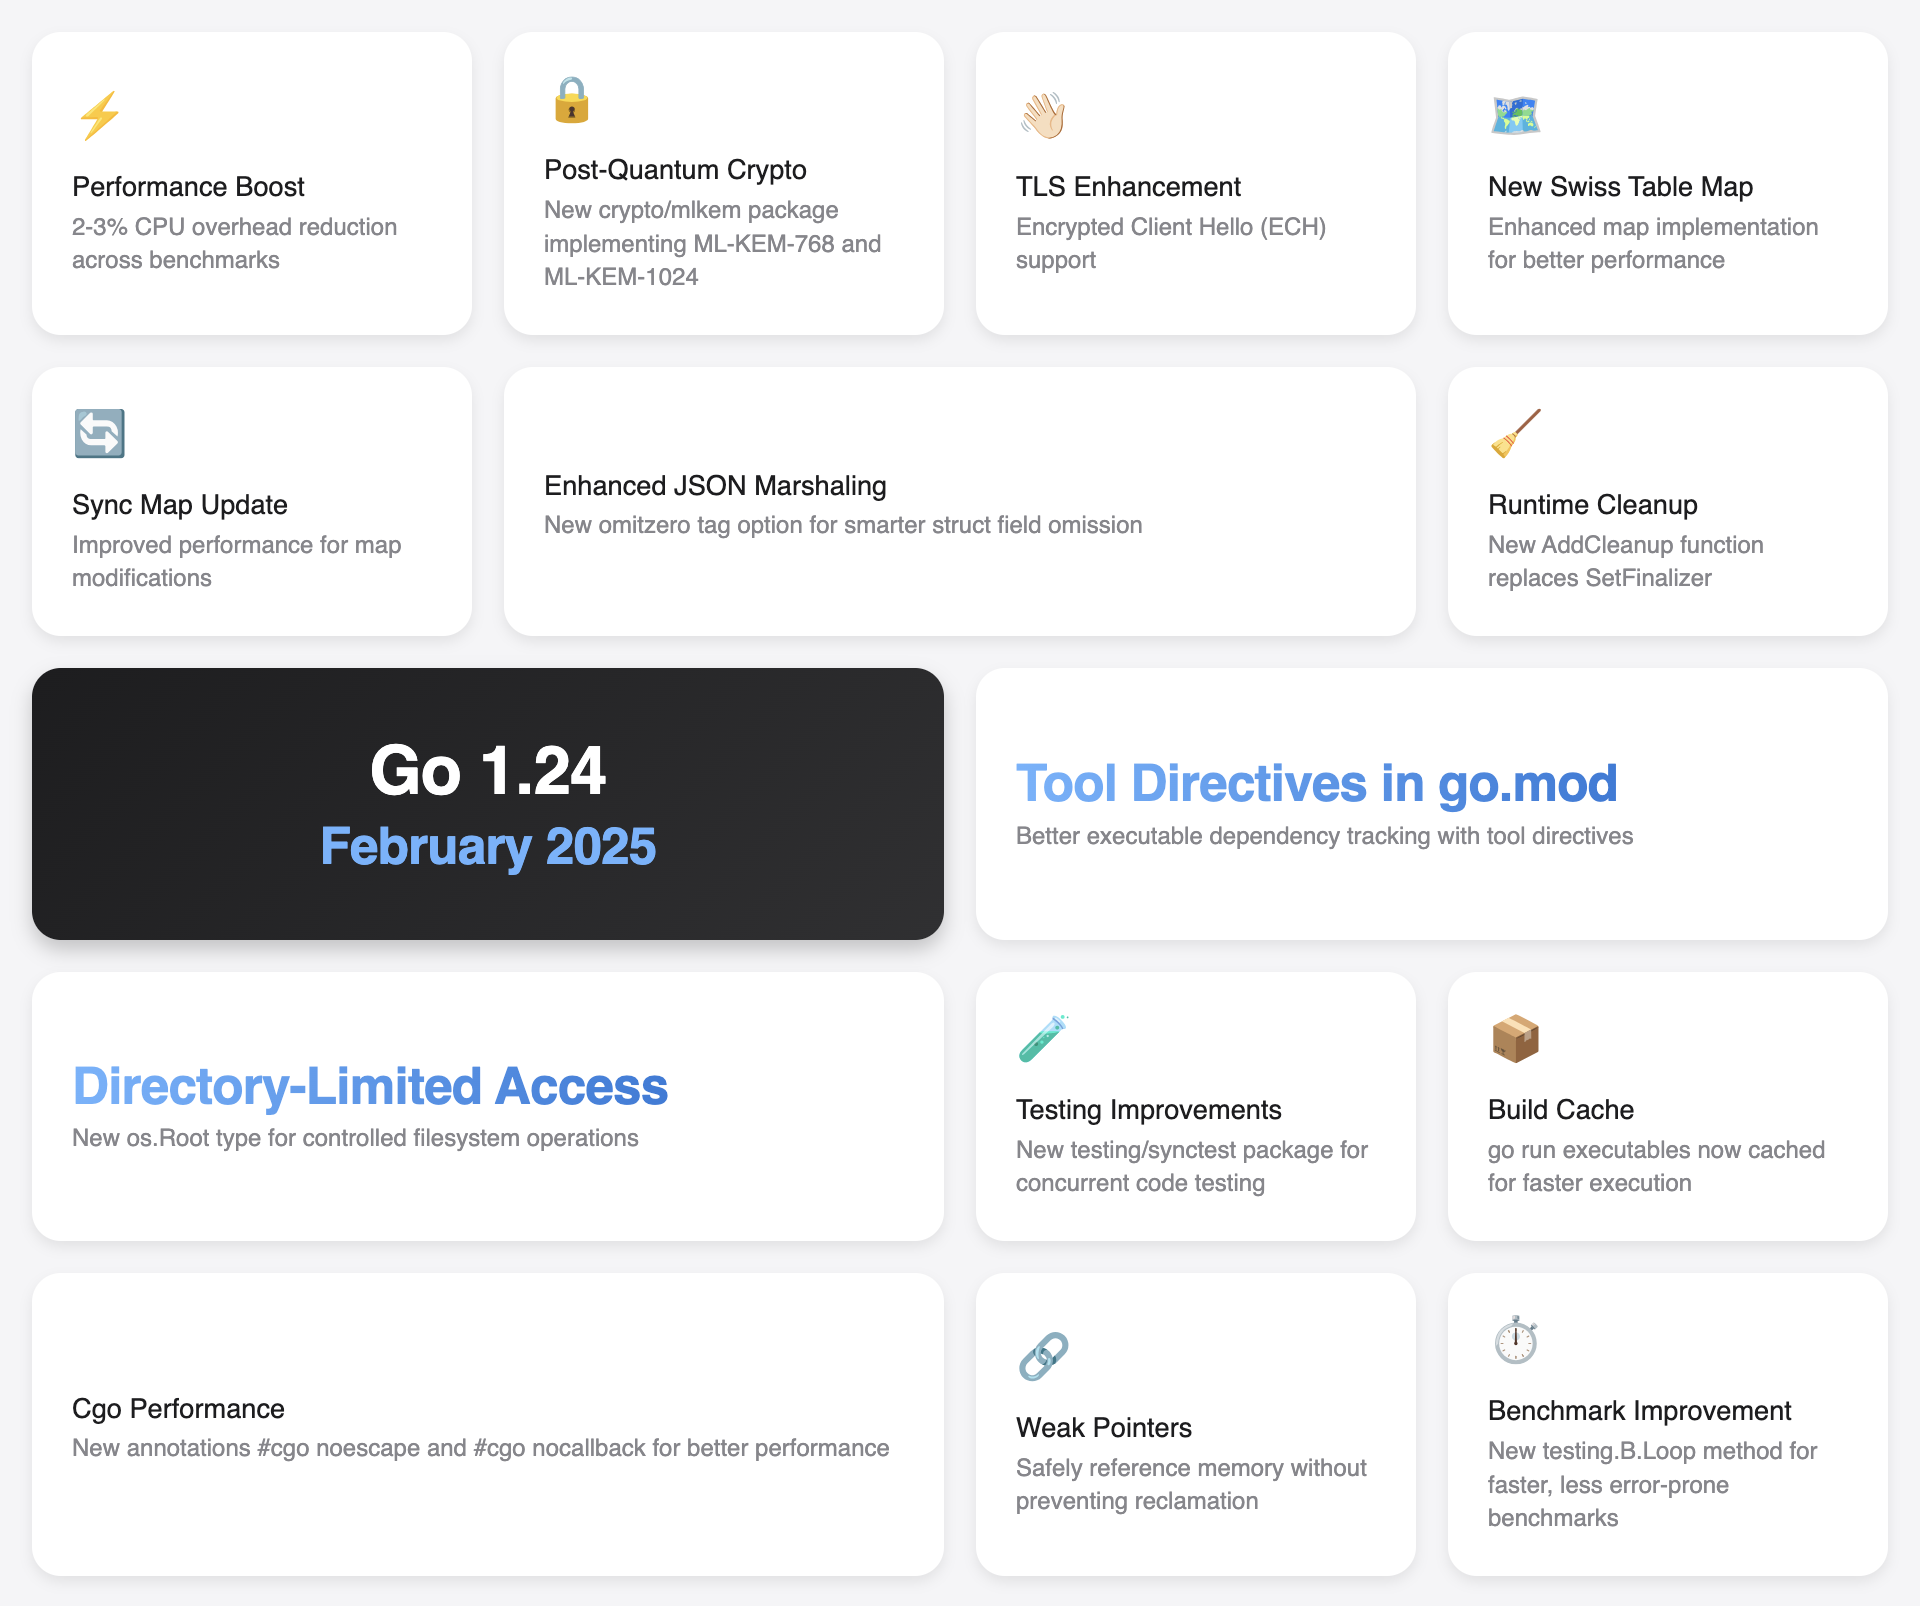 Performance Boost
2-3% CPU overhead reduction
across benchmarks
Post-Quantum Crypto
New crypto/mlkem package
implementing ML-KEM-768 and
ML-KEM-1024
TLS Enhancement
Encrypted Client Hello (ECH)
support
New Swiss Table Map
Enhanced map implementation
for better performance
Sync Map Update
Improved performance for map
modifications
Enhanced JSON Marshaling
New omitzero tag option for smarter struct field omission
Runtime Cleanup
New AddCleanup function
replaces SetFinalizer
Go 1.24
February 2025
Tool Directives in go.mod
Better executable dependency tracking with tool directives
Directory-Limited Access
New os.Root type for controlled filesystem operations
Testing Improvements
New testing/synctest package for
concurrent code testing
Build Cache
go run executables now cached
for faster execution
Cgo Performance
New annotations #cgo noescape and #cgo nocallback for better performance
Weak Pointers
Safely reference memory without
preventing reclamation
Benchmark Improvement
New testing.B.Loop method for
faster, less error-prone
benchmarks